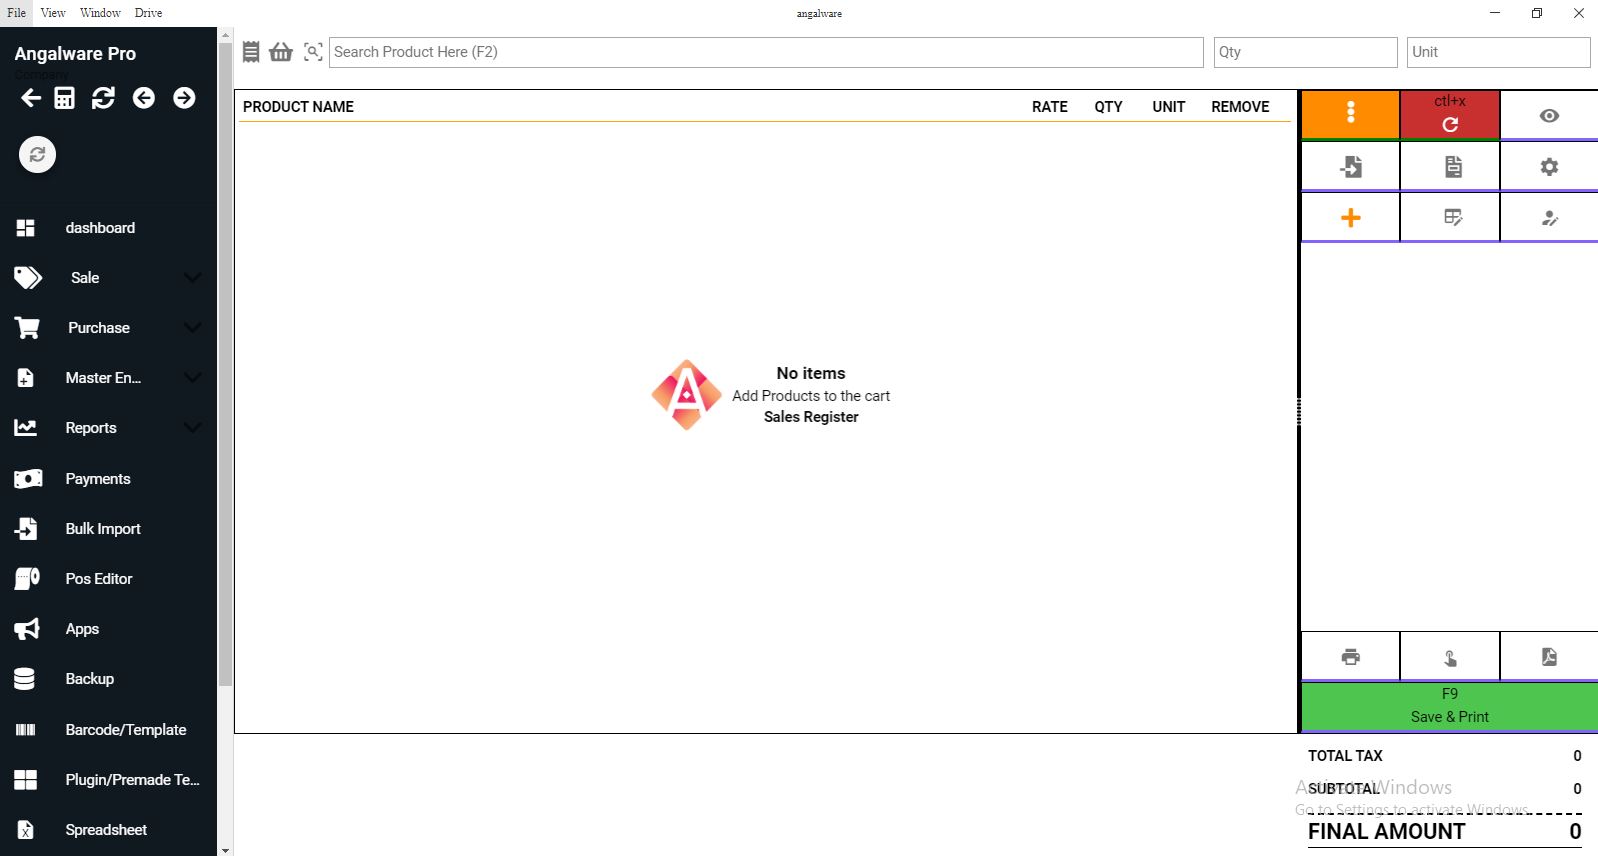 File View Window Drive
angalware
Angalware Pro
Company
Search Product Here (F2)
Qty
Unit
PRODUCT NAME
RATE
QTY
UNIT
REMOVE
ctl+x
dashboard
Sale
Purchase
Master En...
Reports
Payments
Bulk Import
Pos Editor
Apps
Backup
Barcode/Template
Plugin/Premade Te...
Spreadsheet
No items
Add Products to the cart
Sales Register
F9
Save & Print
TOTAL TAX 0
SUBTOTAL 0
Activate Windows
Go to Settings to activate Windows.
FINAL AMOUNT 0